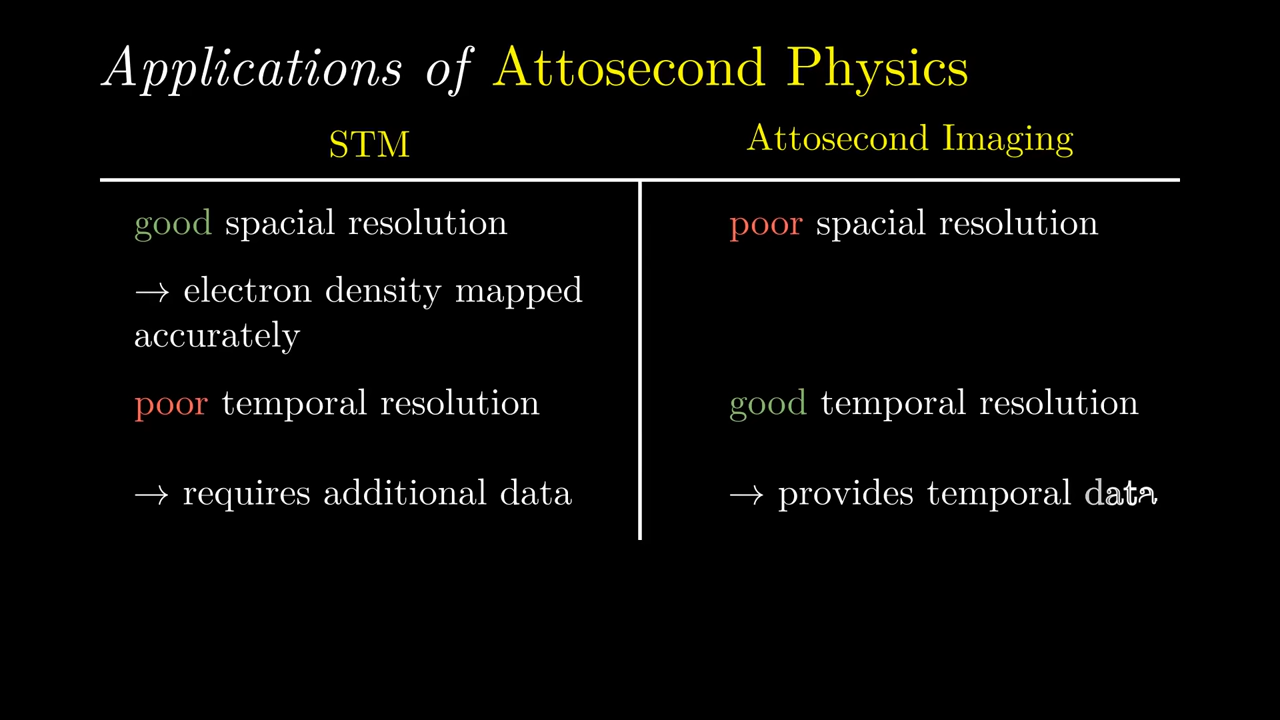 Applications of Attosecond Physics
STM
Attosecond Imaging
good spacial resolution
→ electron density mapped
accurately
poor temporal resolution
→ requires additional data
poor spacial resolution
good temporal resolution
→ provides temporal data